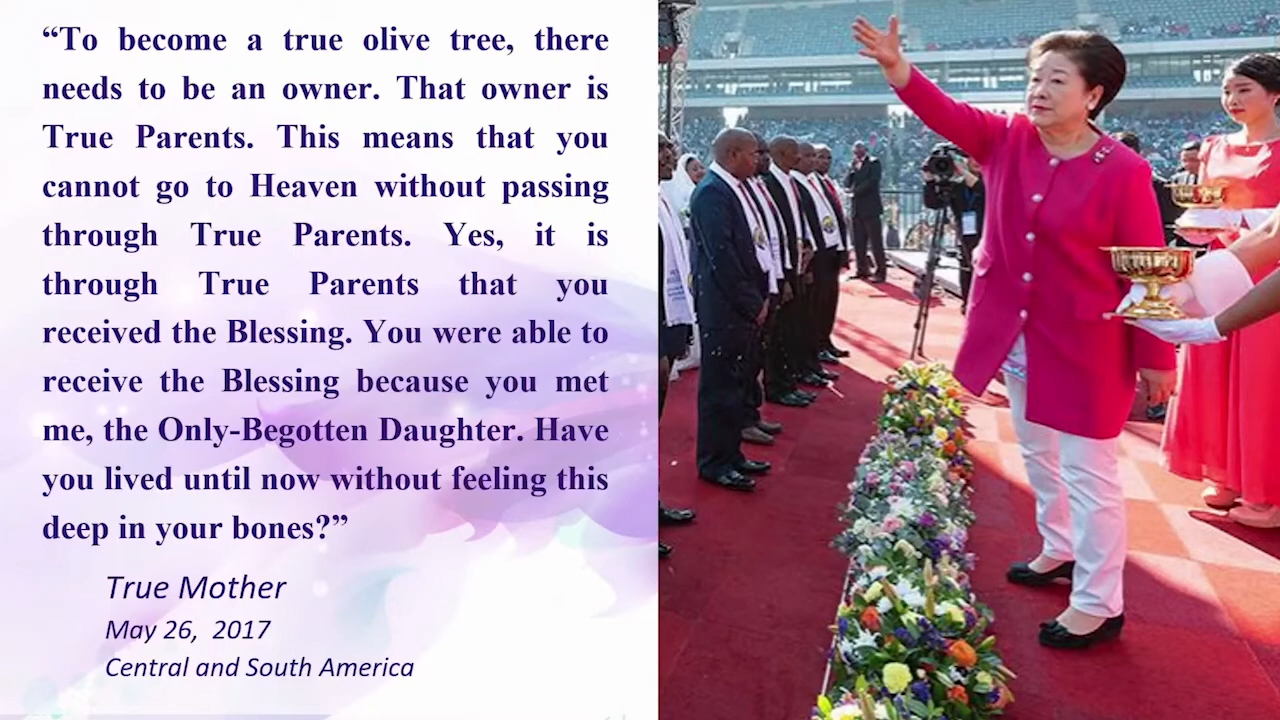 “To become a true olive tree, there
needs to be an owner. That owner is
True Parents. This means that you
cannot go to Heaven without passing
through True Parents. Yes, it is
through True Parents that you
received the Blessing. You were able to
receive the Blessing because you met
me, the Only-Begotten Daughter. Have
you lived until now without feeling this
deep in your bones?”
True Mother
May 26, 2017
Central and South America